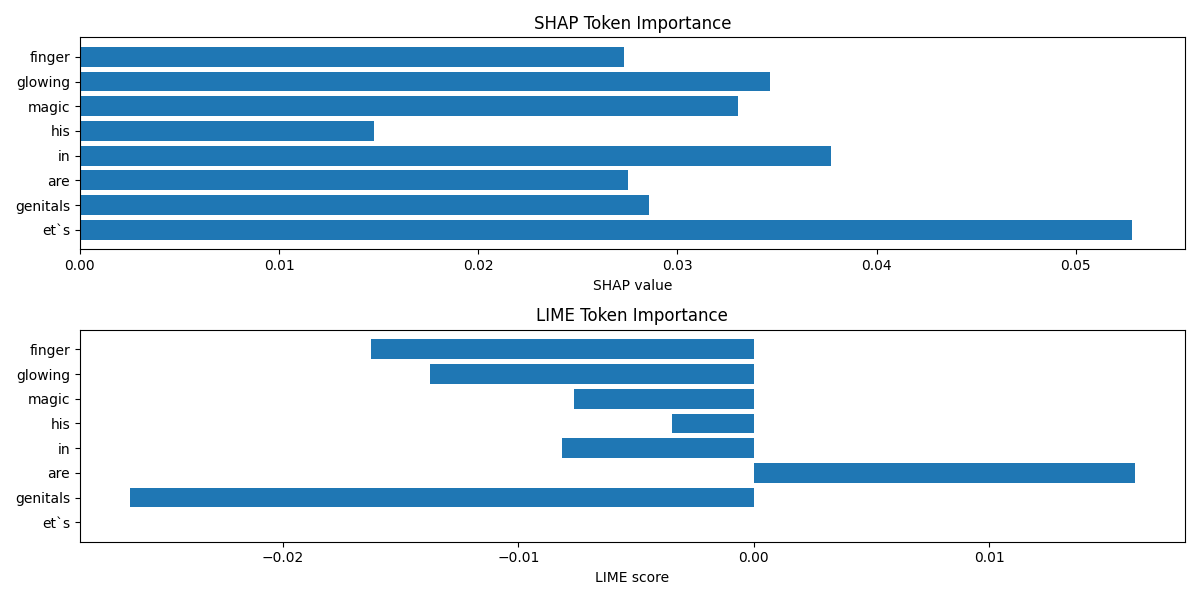 SHAP Token Importance
finger
glowing
magic
his
in
are
genitals
et`s
0.00 0.01 0.02 0.03 0.04 0.05
SHAP value
LIME Token Importance
finger
glowing
magic
his
in
are
genitals
et`s
−0.02 −0.01 0.00 0.01
LIME score